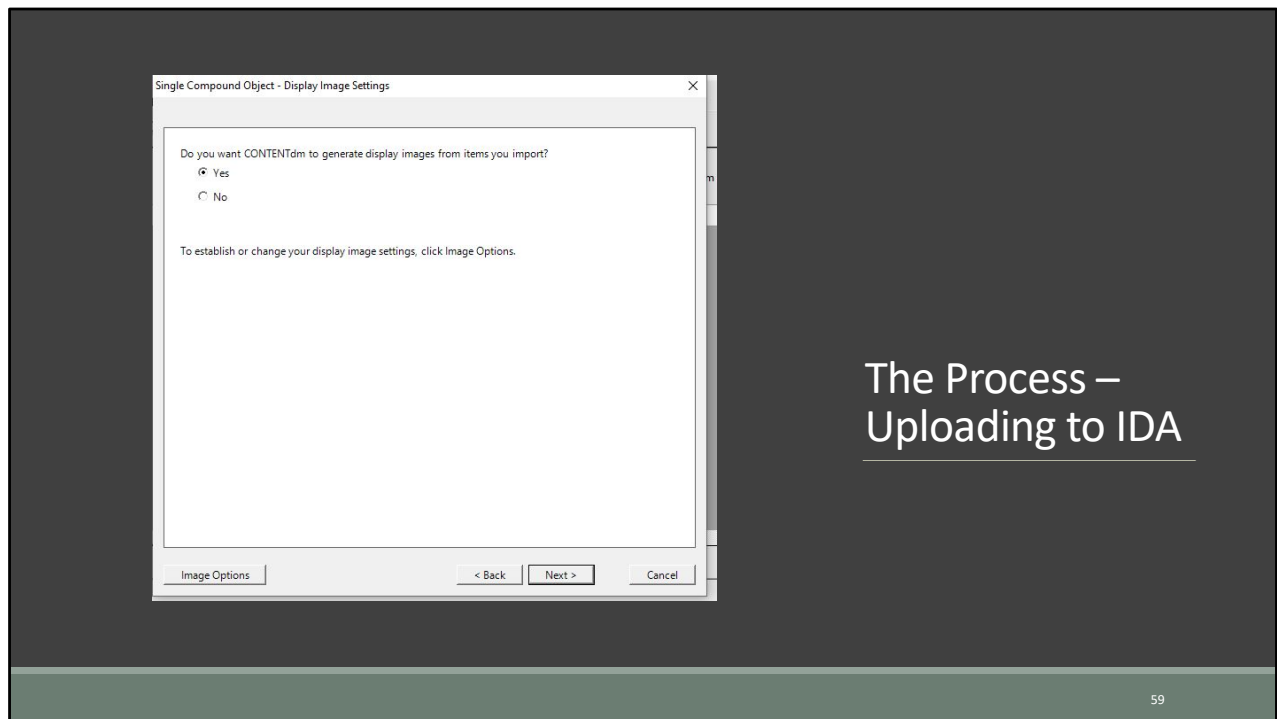 Single Compound Object - Display Image Settings
Do you want CONTENTdm to generate display images from items you import?
Yes
m
No
To establish or change your display image settings, click Image Options.
The Process –
Uploading to IDA
Image Options
< Back
Next >
Cancel
59